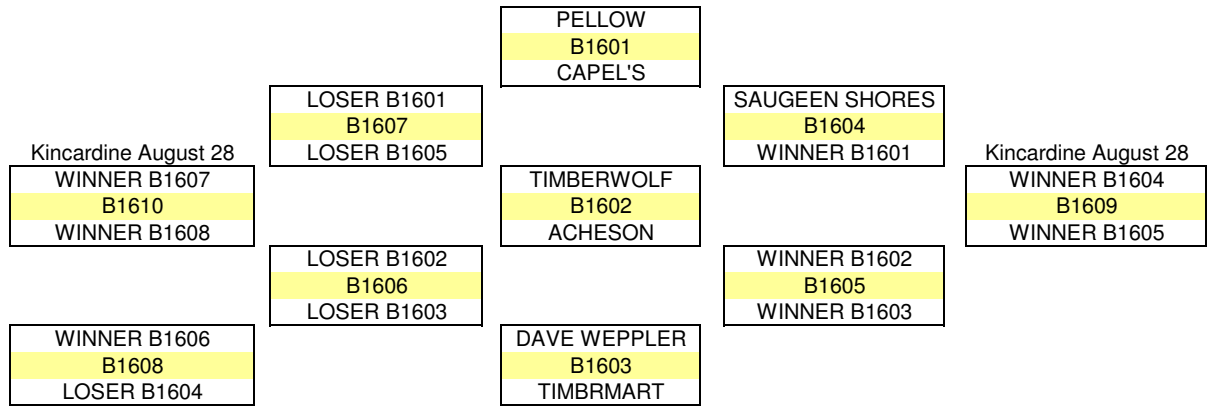 PELLOW
B1601
CAPEL'S
LOSER B1601
B1607
LOSER B1605
SAUGEEN SHORES
B1604
WINNER B1601
Kincardine August 28
WINNER B1607
B1610
WINNER B1608
TIMBERWOLF
B1602
ACHESON
Kincardine August 28
WINNER B1604
B1609
WINNER B1605
LOSER B1602
B1606
LOSER B1603
WINNER B1602
B1605
WINNER B1603
WINNER B1606
B1608
LOSER B1604
DAVE WEPPLER
B1603
TIMBRMART